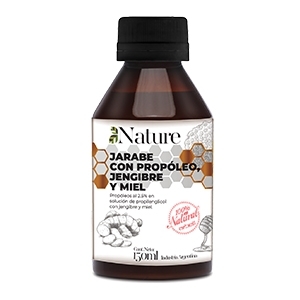 Nature
JARABE
CON PROPÓLEO,
JENGIBRE
Y MIEL
Propóleos al 2,5% en
solución de propilenglicol
con jengibre y miel
100%
Natural
Cont. Neto
150ml Industria Argentina